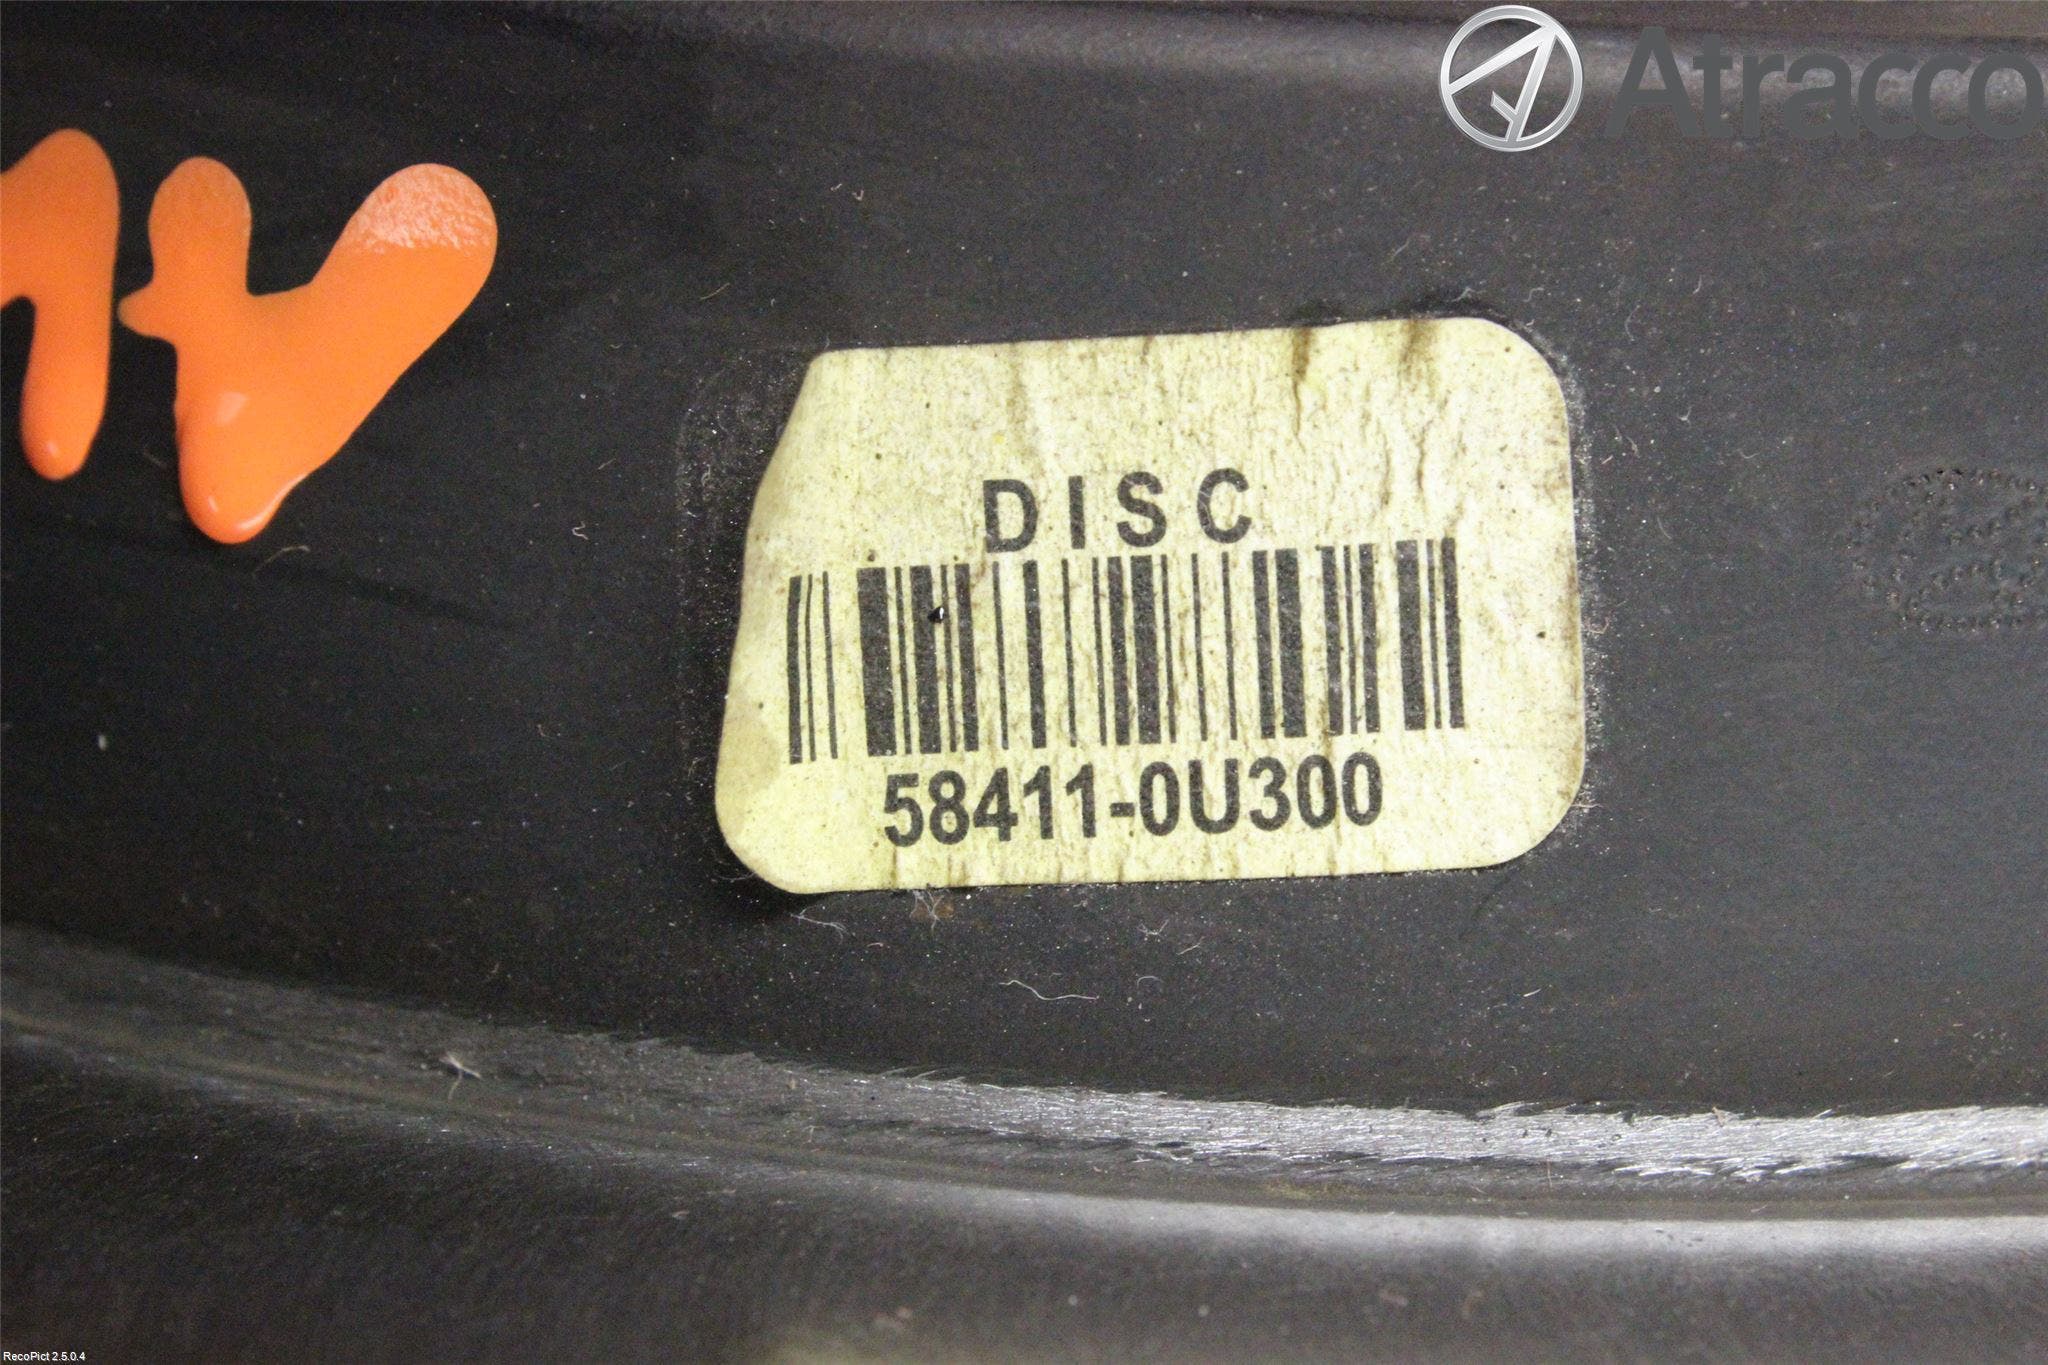 Atracco
DISC
58411-0U300
RecoPict 2.5.0.4